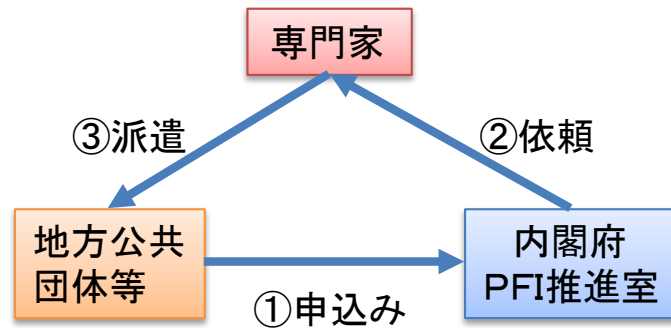 専門家
③派遣
②依頼
地方公共
団体等
内閣府
PFI推進室
①申込み